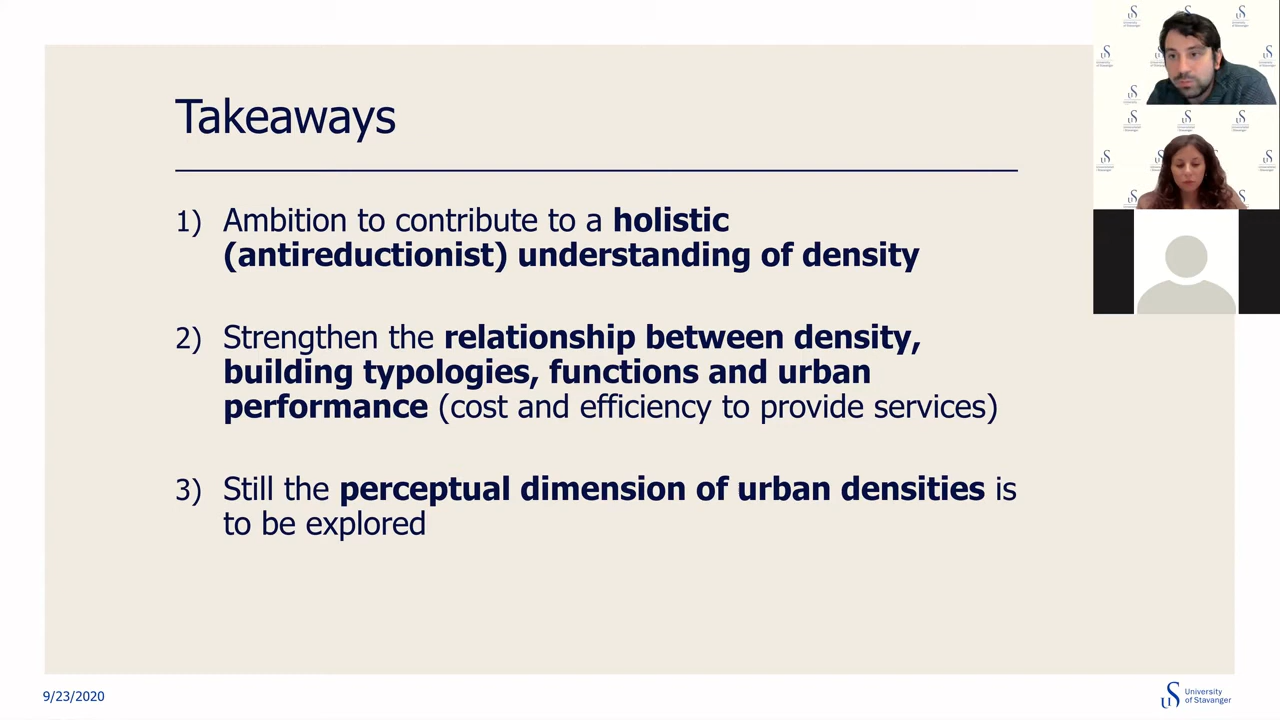 Takeaways
1) Ambition to contribute to a holistic
(antireductionist) understanding of density
2) Strengthen the relationship between density,
building typologies, functions and urban
performance (cost and efficiency to provide services)
3) Still the perceptual dimension of urban densities is
to be explored
9/23/2020
University
of Stavanger